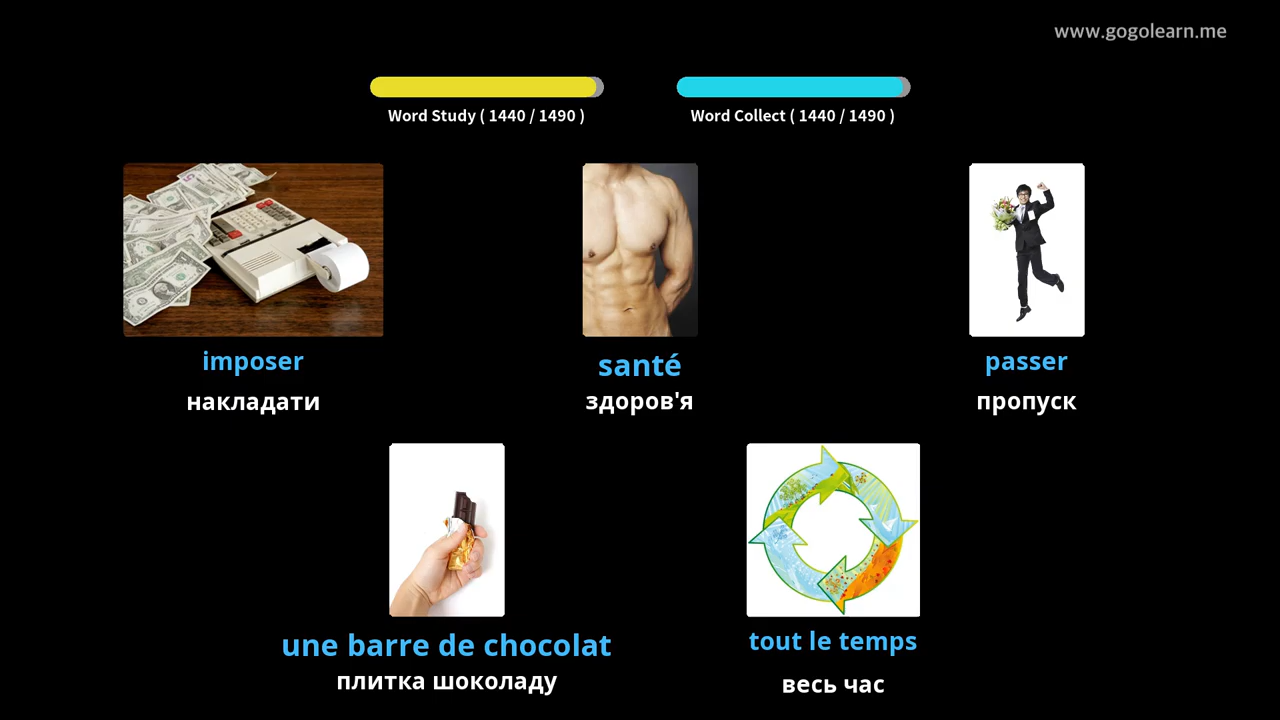 www.gogolearn.me
Word Study ( 1440 / 1490 )
Word Collect ( 1440 / 1490 )
imposer
santé
passer
накладати
здоров'я
пропуск
une barre de chocolat
tout le temps
плитка шоколаду
весь час